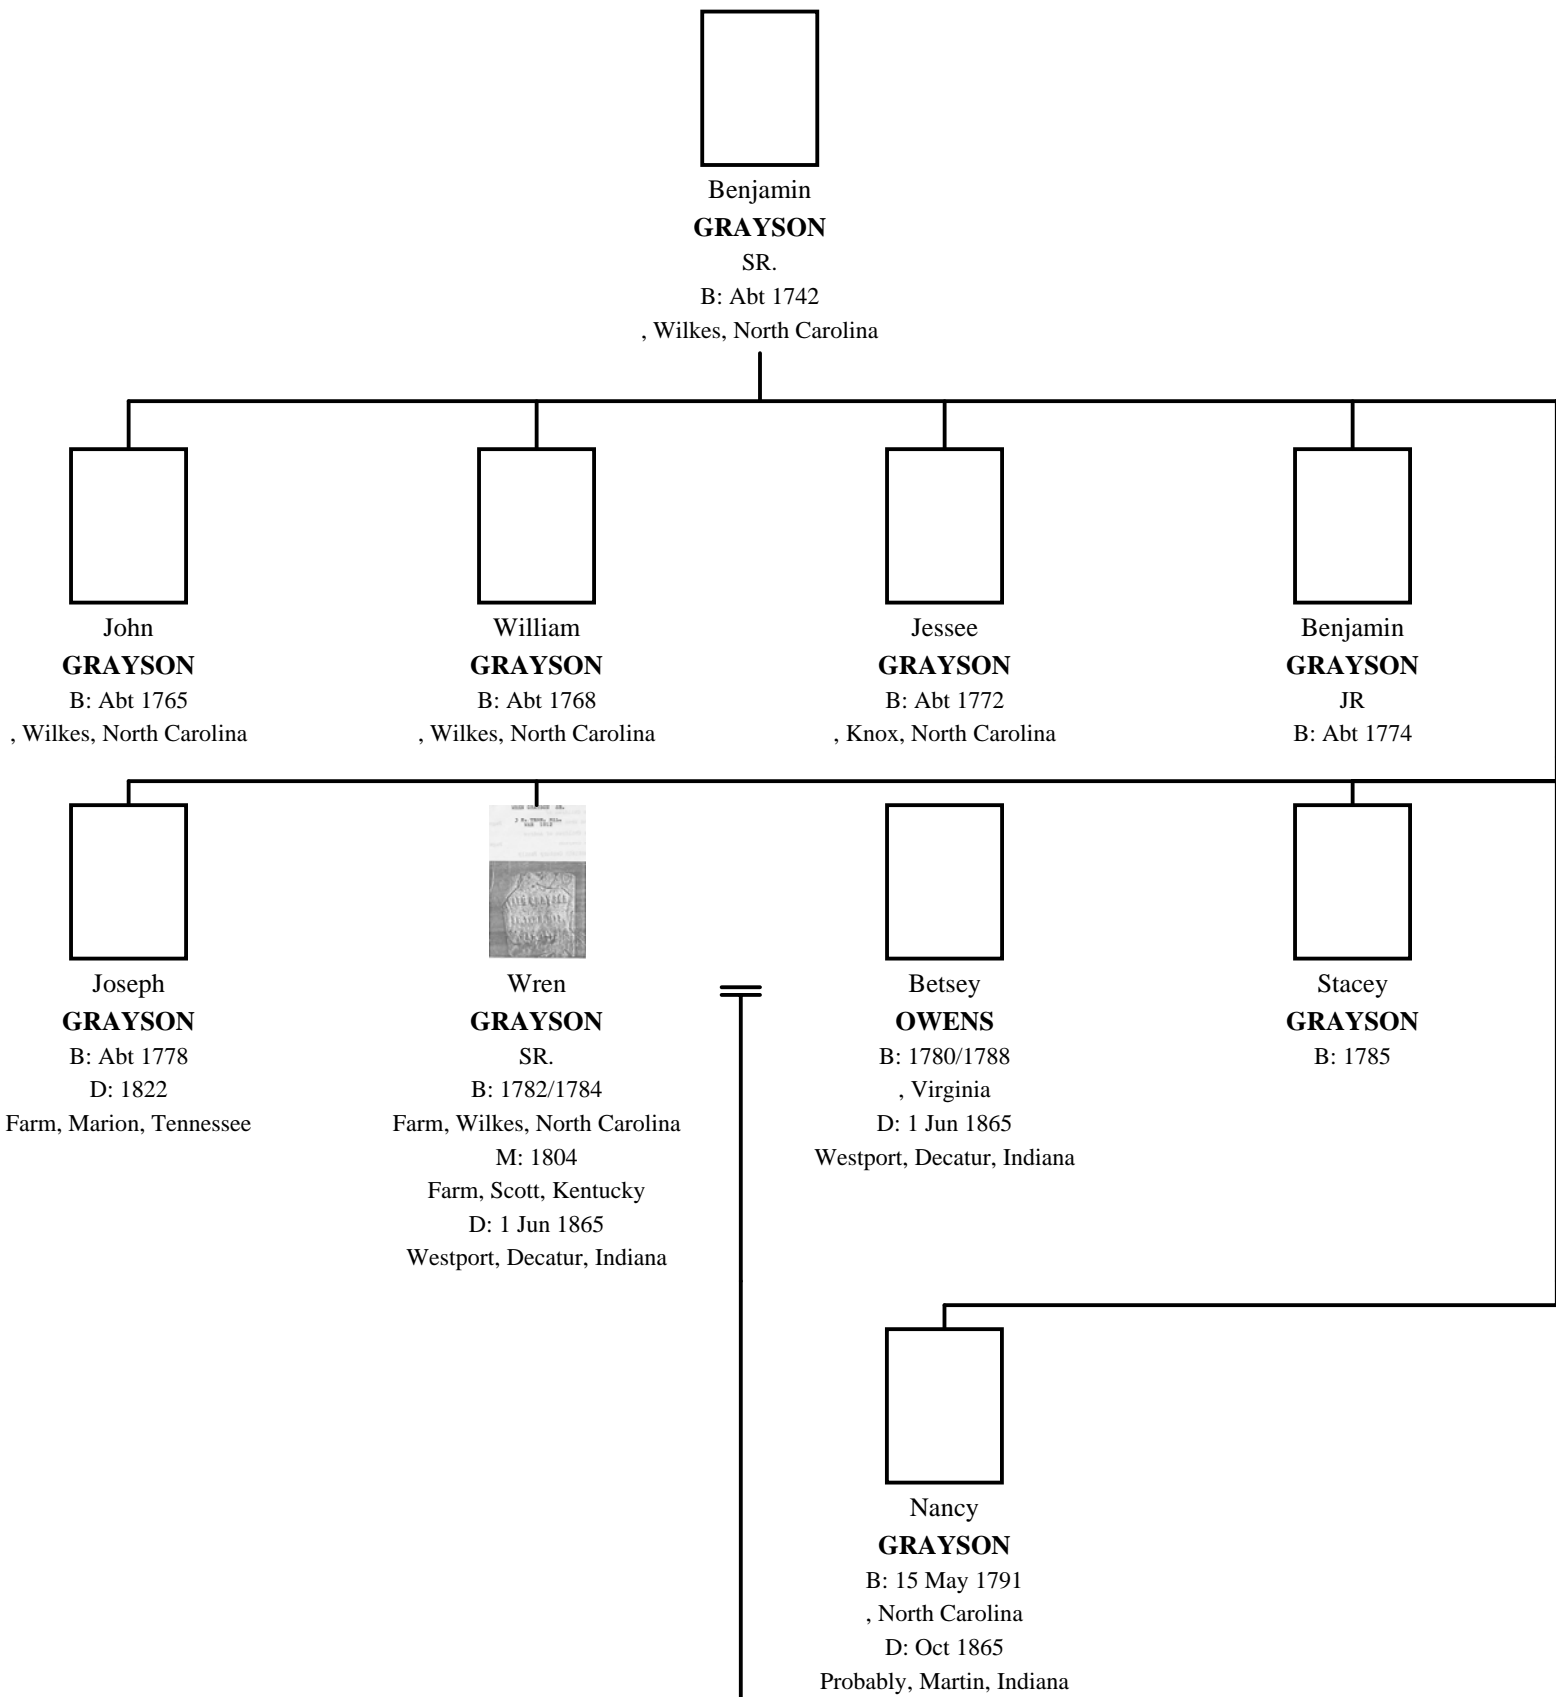 Benjamin
GRAYSON
SR.
B: Abt 1742
, Wilkes, North Carolina
John
GRAYSON
B: Abt 1765
, Wilkes, North Carolina
William
GRAYSON
B: Abt 1768
, Wilkes, North Carolina
Jessee
GRAYSON
B: Abt 1772
, Knox, North Carolina
Benjamin
GRAYSON
JR
B: Abt 1774
Joseph
GRAYSON
B: Abt 1778
D: 1822
Farm, Marion, Tennessee
Wren
GRAYSON
SR.
B: 1782/1784
Farm, Wilkes, North Carolina
M: 1804
Farm, Scott, Kentucky
D: 1 Jun 1865
Westport, Decatur, Indiana
Betsey
OWENS
B: 1780/1788
, Virginia
D: 1 Jun 1865
Westport, Decatur, Indiana
Stacey
GRAYSON
B: 1785
Nancy
GRAYSON
B: 15 May 1791
, North Carolina
D: Oct 1865
Probably, Martin, Indiana